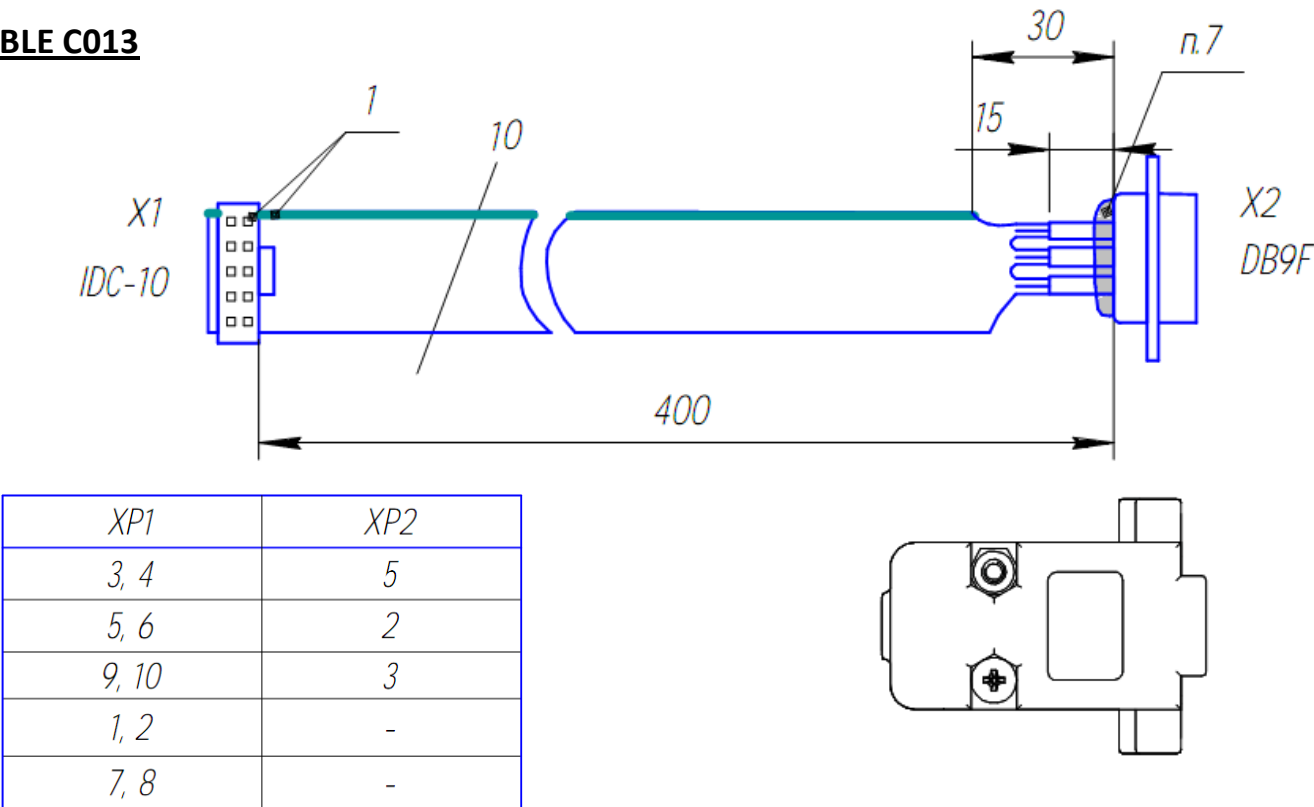 BLE C013
30
п.7
1
15
10
X1
X2
IDC-10
DB9F
400
XP1 XP2
3, 4 5
5, 6 2
9, 10 3
1, 2 -
7, 8 -